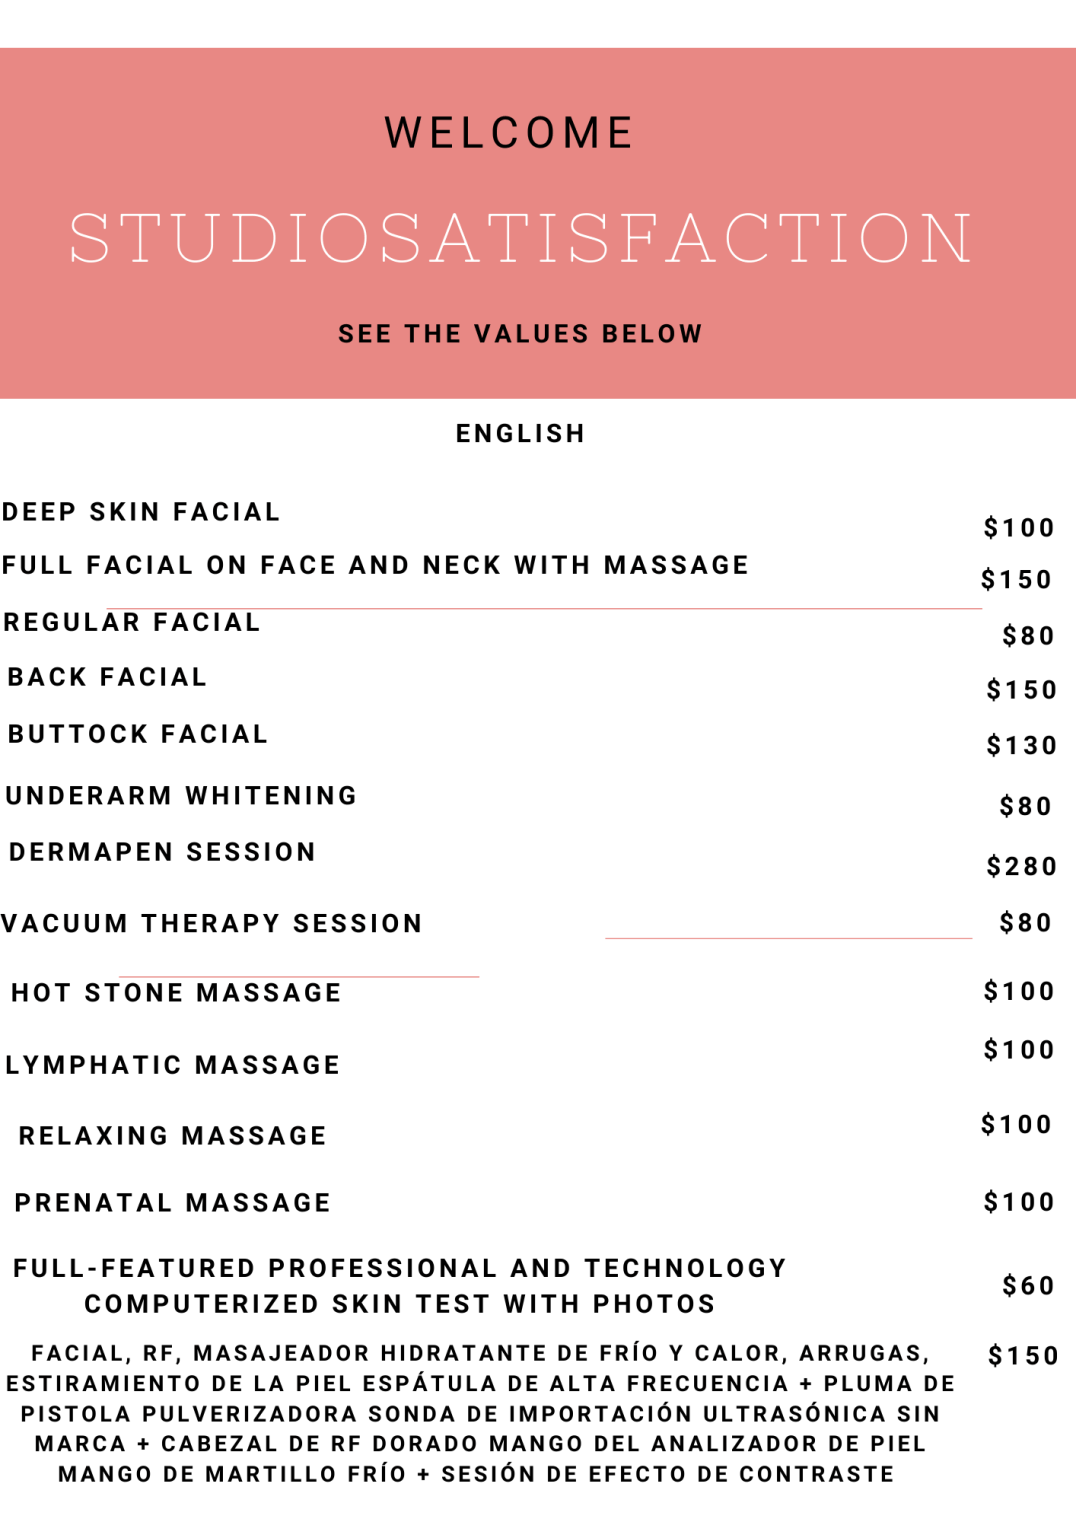 WELCOME
STUDIOSATISFACTION
SEE THE VALUES BELOW
ENGLISH
DEEP SKIN FACIAL $100
FULL FACIAL ON FACE AND NECK WITH MASSAGE $150
REGULAR FACIAL $80
BACK FACIAL $150
BUTTOCK FACIAL $130
UNDERARM WHITENING $80
DERMAPEN SESSION $280
VACUUM THERAPY SESSION $80
HOT STONE MASSAGE $100
LYMPHATIC MASSAGE $100
RELAXING MASSAGE $100
PRENATAL MASSAGE $100
FULL-FEATURED PROFESSIONAL AND TECHNOLOGY
COMPUTERIZED SKIN TEST WITH PHOTOS $60
FACIAL, RF, MASAJEADOR HIDRATANTE DE FRÍO Y CALOR, ARRUGAS, $150
ESTIRAMIENTO DE LA PIEL ESPÁTULA DE ALTA FRECUENCIA + PLUMA DE
PISTOLA PULVERIZADORA SONDA DE IMPORTACIÓN ULTRASÓNICA SIN
MARCA + CABEZAL DE RF DORADO MANGO DEL ANALIZADOR DE PIEL
MANGO DE MARTILLO FRÍO + SESIÓN DE EFECTO DE CONTRASTE